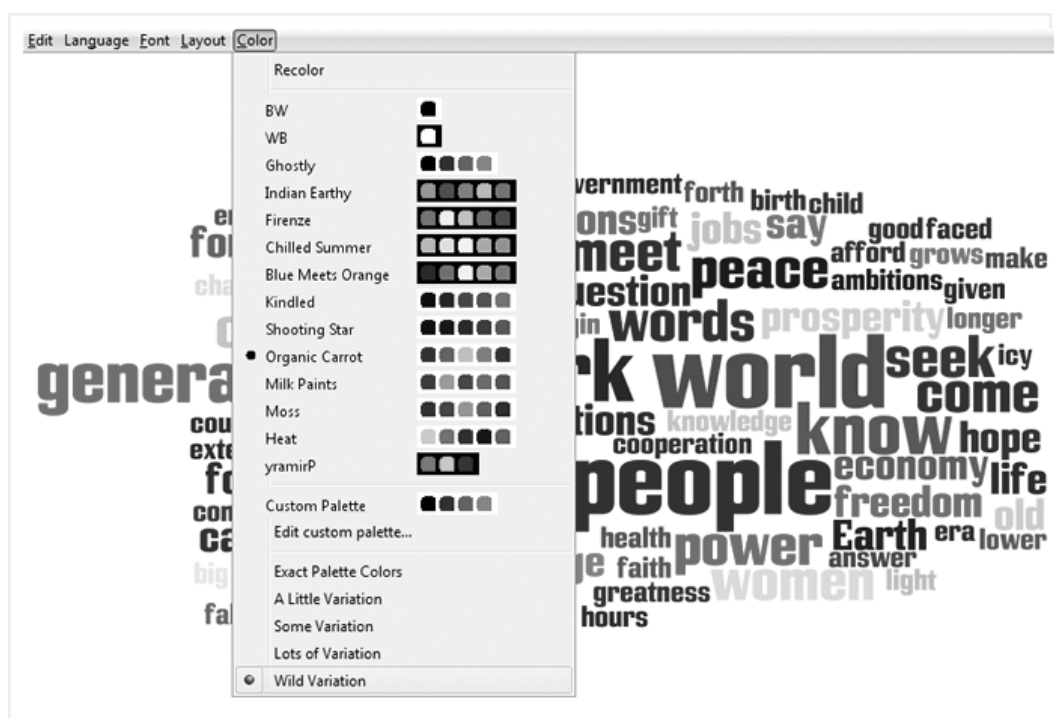 Edit Language Font Layout Color
Recolor
BW
WB
Ghostly
Indian Earthy
Firenze
Chilled Summer
Blue Meets Orange
Kindled
Shooting Star
Organic Carrot
Milk Paints
Moss
Heat
yramirP
Custom Palette
Edit custom palette...
Exact Palette Colors
A Little Variation
Some Variation
Lots of Variation
Wild Variation
forth birth child
gift jobs say good faced
meet peace afford grows make
ambitions given
words prosperity longer
world seek icy
come
knowledge know hope
cooperation
people economy life
freedom old
health power Earth era lower
faith answer
women light
greatness
hours